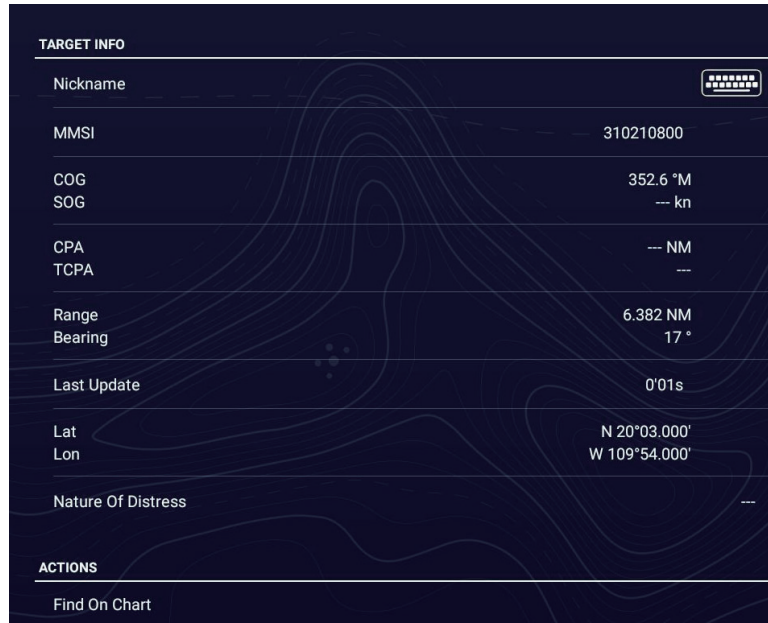 TARGET INFO
Nickname
MMSI 310210800
COG 352.6 °M
SOG --- kn
CPA --- NM
TCPA ---
Range 6.382 NM
Bearing 17 °
Last Update 0'01s
Lat N 20°03.000'
Lon W 109°54.000'
Nature Of Distress ---
ACTIONS
Find On Chart